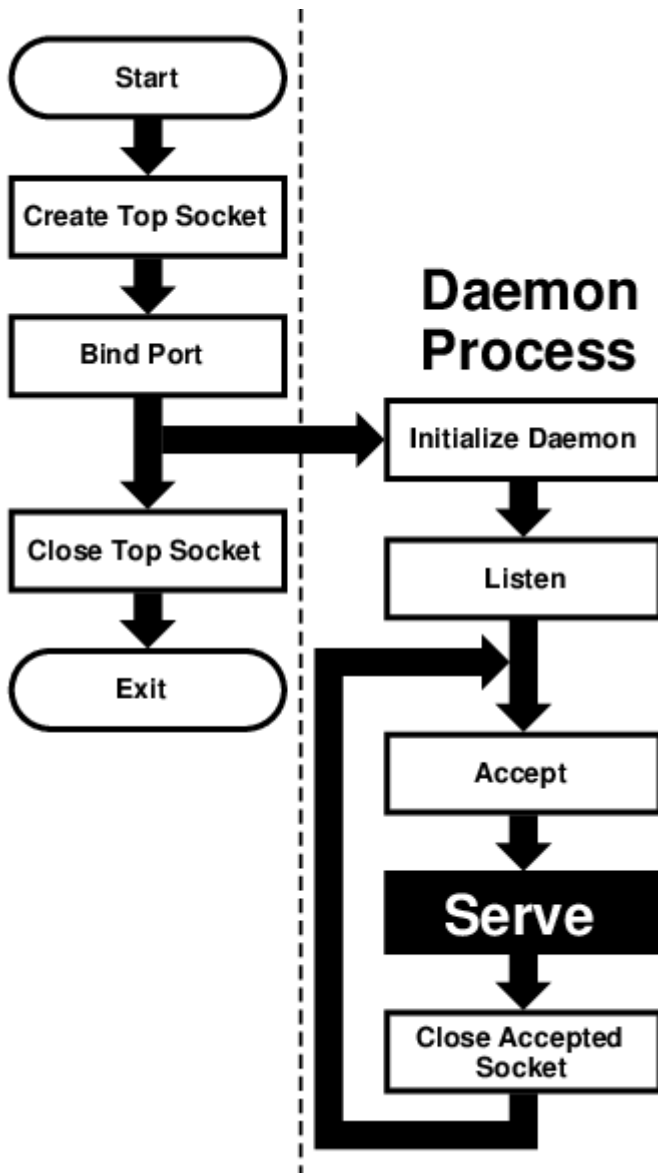 Start
Create Top Socket
Bind Port
Close Top Socket
Exit
Daemon
Process
Initialize Daemon
Listen
Accept
Serve
Close Accepted
Socket